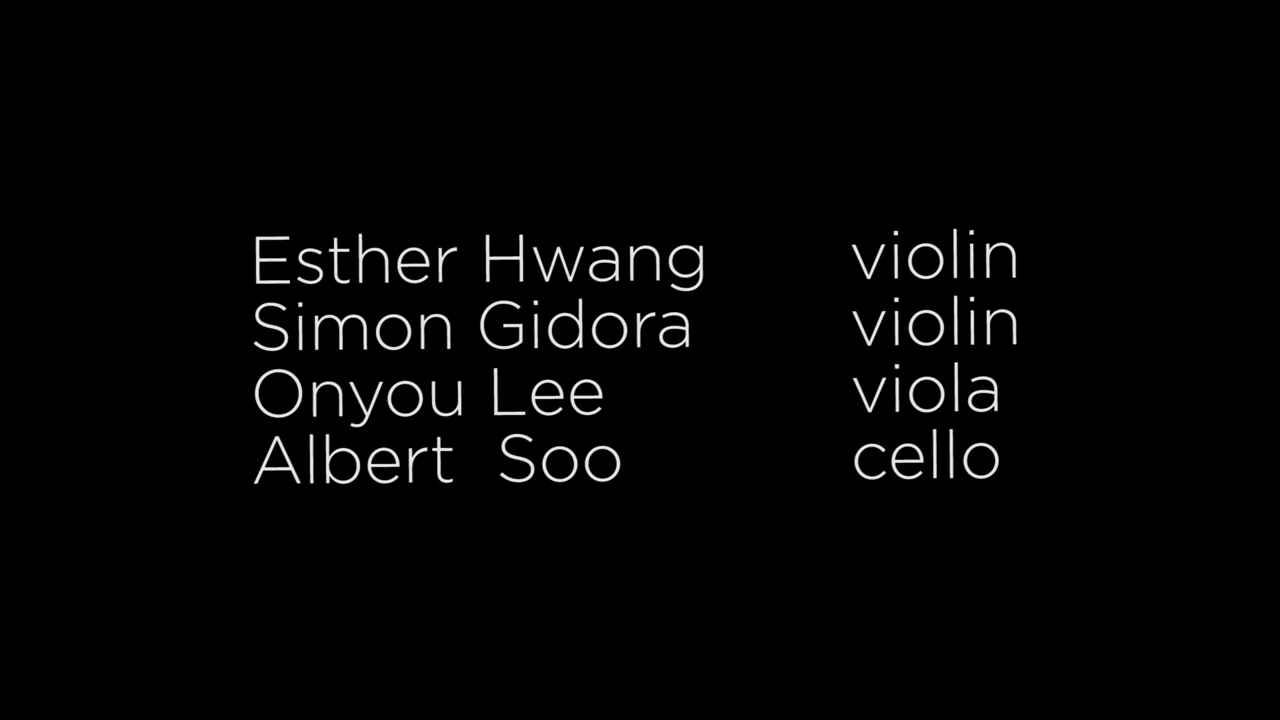 Esther Hwang violin
Simon Gidora violin
Onyou Lee viola
Albert Soo cello